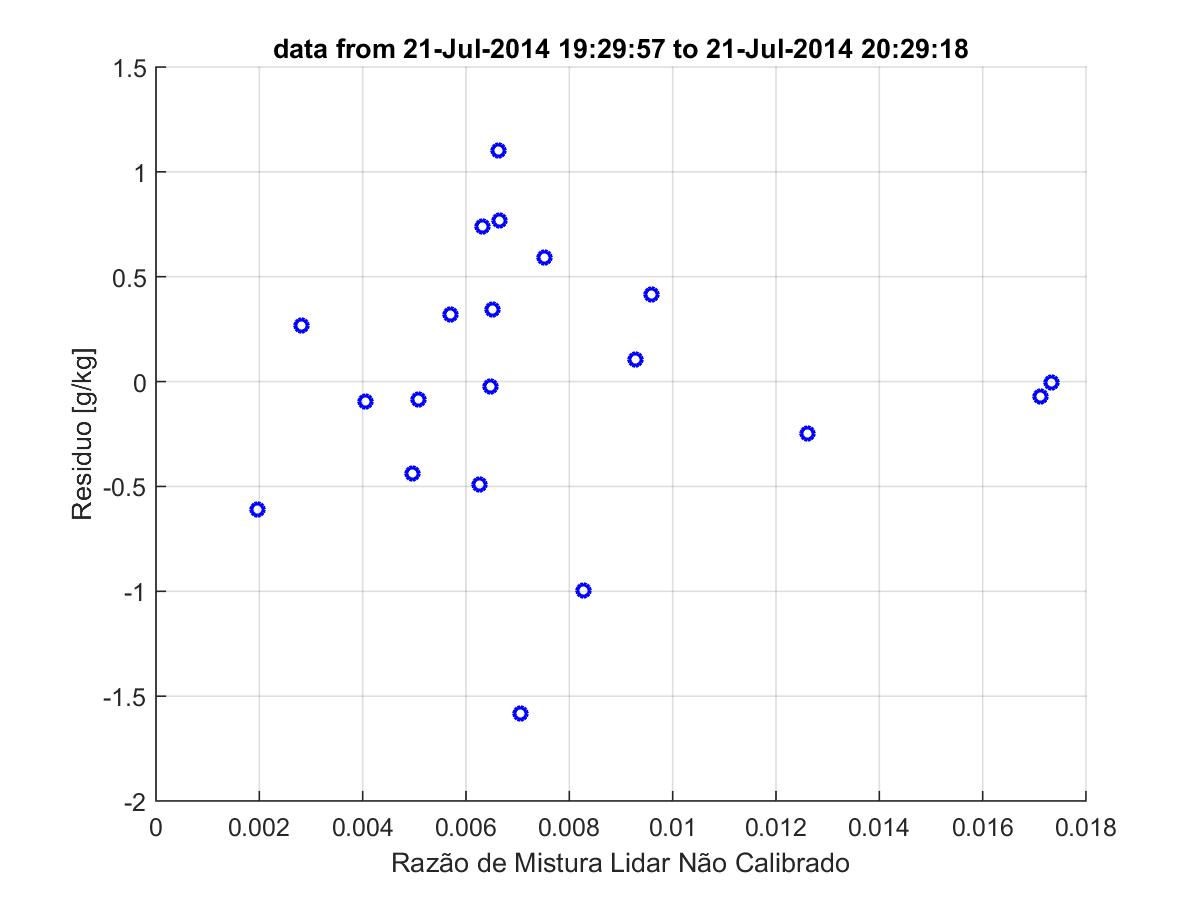 data from 21-Jul-2014 19:29:57 to 21-Jul-2014 20:29:18
1.5
1
0.5
0
-0.5
-1
-1.5
-2
Residuo [g/kg]
0 0.002 0.004 0.006 0.008 0.01 0.012 0.014 0.016 0.018
Razão de Mistura Lidar Não Calibrado